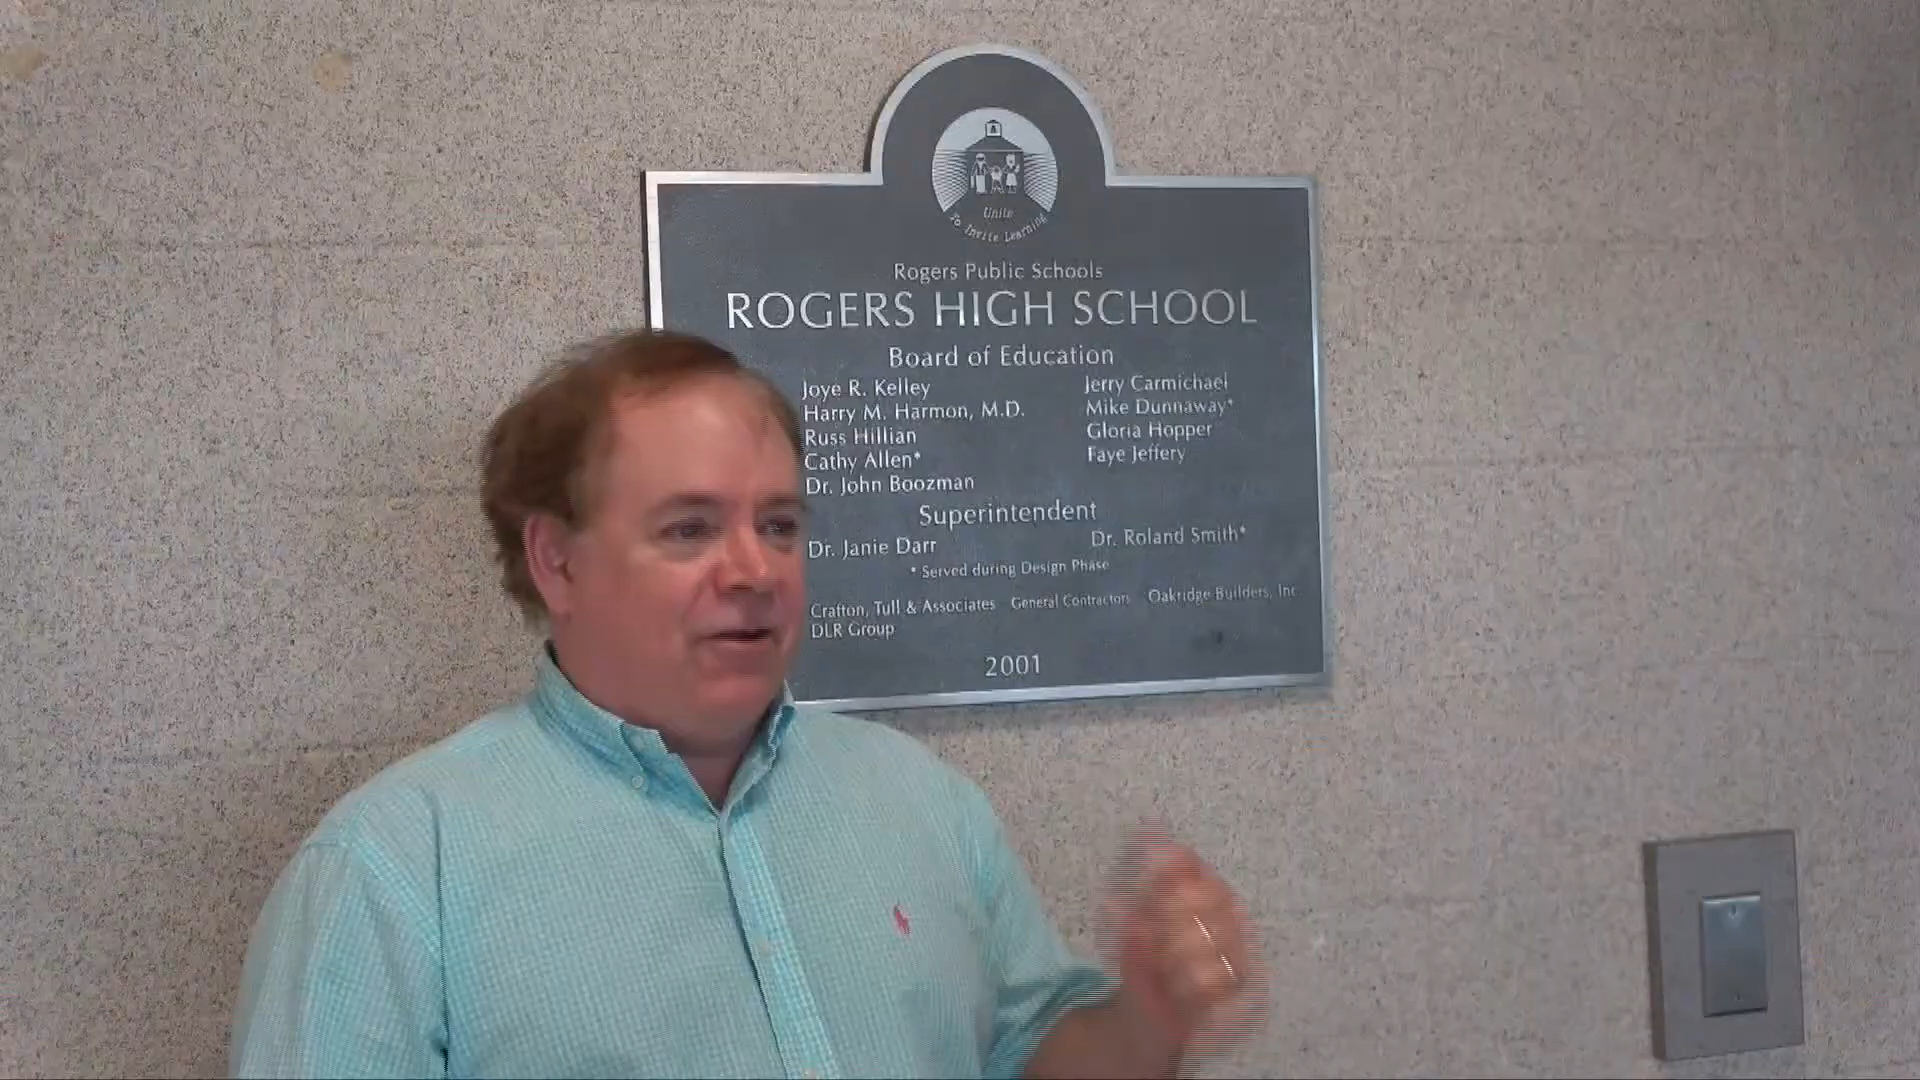 Unite
To Invite Learning
Rogers Public Schools
ROGERS HIGH SCHOOL
Board of Education
Joye R. Kelley
Harry M. Harmon, M.D.
Russ Hillian
Cathy Allen*
Dr. John Boozman
Jerry Carmichael
Mike Dunnaway*
Gloria Hopper
Faye Jeffery
Superintendent
Dr. Janie Darr Dr. Roland Smith*
* Served during Design Phase
Crafton, Tull & Associates General Contractors Oakridge Builders, Inc
DLR Group
2001